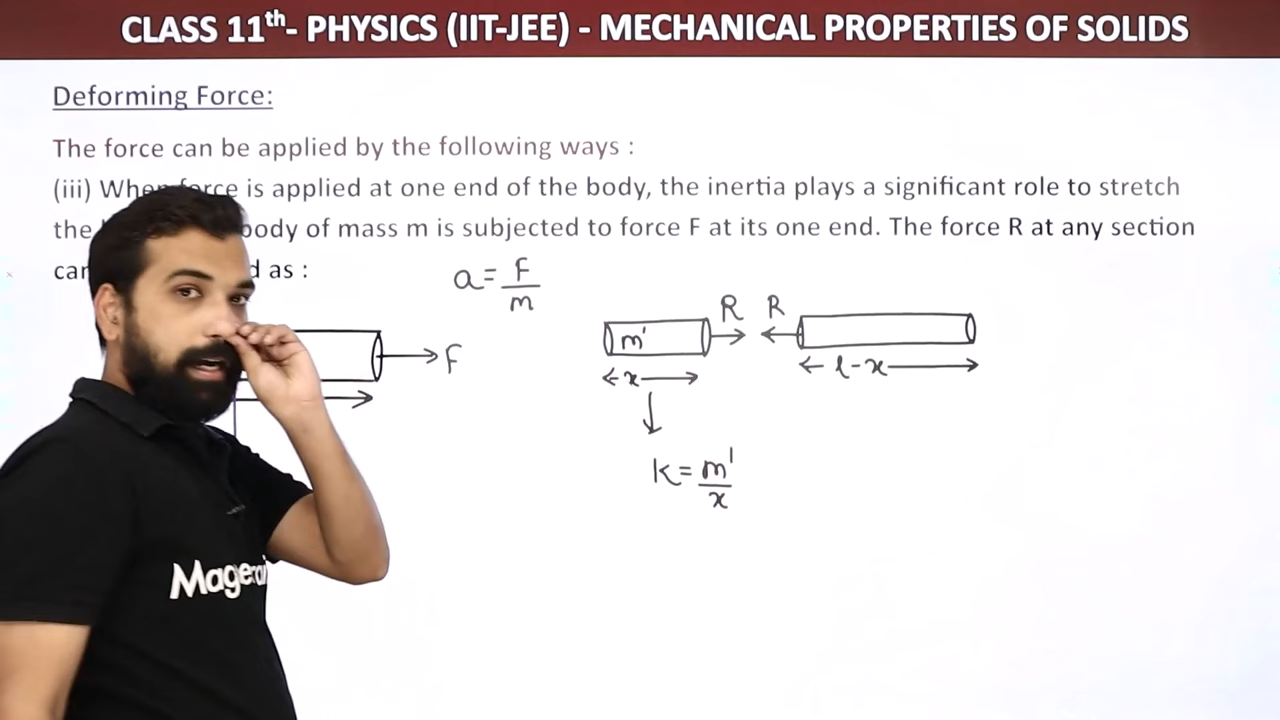 CLASS 11th- PHYSICS (IIT-JEE) - MECHANICAL PROPERTIES OF SOLIDS
Deforming Force:
The force can be applied by the following ways :
(iii) When force is applied at one end of the body, the inertia plays a significant role to stretch
the body of mass m is subjected to force F at its one end. The force R at any section
as :
a = F/m
F
m'
R
R
x
l-x
k = m'/x